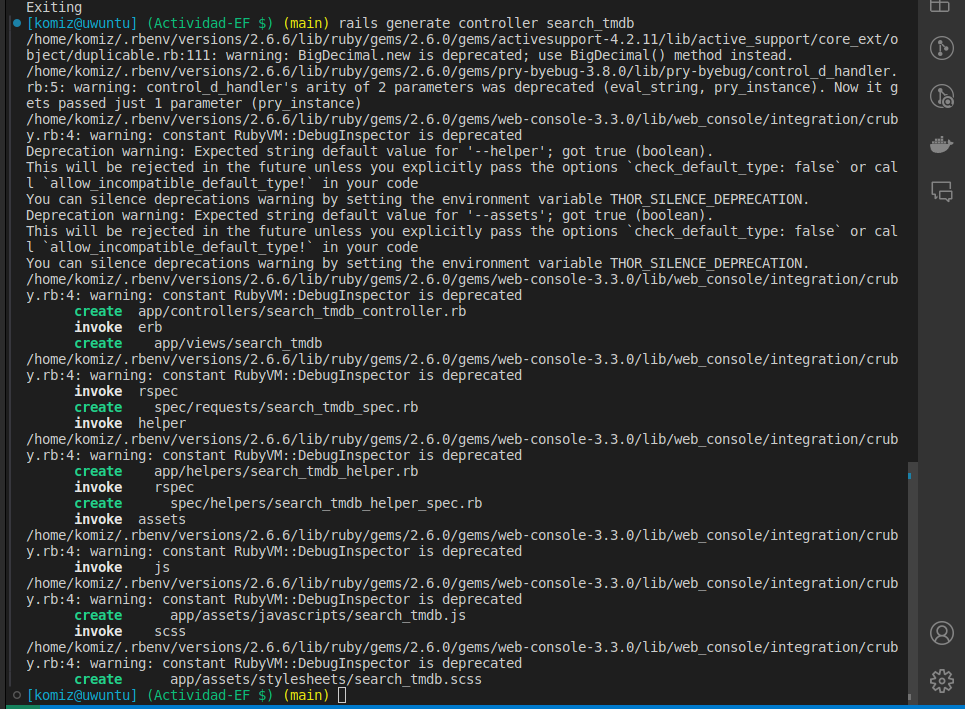 Exiting
[komiz@uwuntu] (Actividad-EF $) (main) rails generate controller search_tmdb
/home/komiz/.rbenv/versions/2.6.6/lib/ruby/gems/2.6.0/gems/activesupport-4.2.11/lib/active_support/core_ext/o
bject/duplicable.rb:111: warning: BigDecimal.new is deprecated; use BigDecimal() method instead.
/home/komiz/.rbenv/versions/2.6.6/lib/ruby/gems/2.6.0/gems/pry-byebug-3.8.0/lib/pry-byebug/control_d_handler.
rb:5: warning: control_d_handler's arity of 2 parameters was deprecated (eval_string, pry_instance). Now it g
ets passed just 1 parameter (pry_instance)
/home/komiz/.rbenv/versions/2.6.6/lib/ruby/gems/2.6.0/gems/web-console-3.3.0/lib/web_console/integration/crub
y.rb:4: warning: constant RubyVM::DebugInspector is deprecated
Deprecation warning: Expected string default value for '--helper'; got true (boolean).
This will be rejected in the future unless you explicitly pass the options `check_default_type: false` or cal
l `allow_incompatible_default_type!` in your code
You can silence deprecations warning by setting the environment variable THOR_SILENCE_DEPRECATION.
Deprecation warning: Expected string default value for '--assets'; got true (boolean).
This will be rejected in the future unless you explicitly pass the options `check_default_type: false` or cal
l `allow_incompatible_default_type!` in your code
You can silence deprecations warning by setting the environment variable THOR_SILENCE_DEPRECATION.
/home/komiz/.rbenv/versions/2.6.6/lib/ruby/gems/2.6.0/gems/web-console-3.3.0/lib/web_console/integration/crub
y.rb:4: warning: constant RubyVM::DebugInspector is deprecated
      create  app/controllers/search_tmdb_controller.rb
      invoke  erb
      create    app/views/search_tmdb
/home/komiz/.rbenv/versions/2.6.6/lib/ruby/gems/2.6.0/gems/web-console-3.3.0/lib/web_console/integration/crub
y.rb:4: warning: constant RubyVM::DebugInspector is deprecated
      invoke  rspec
      create    spec/requests/search_tmdb_spec.rb
      invoke  helper
/home/komiz/.rbenv/versions/2.6.6/lib/ruby/gems/2.6.0/gems/web-console-3.3.0/lib/web_console/integration/crub
y.rb:4: warning: constant RubyVM::DebugInspector is deprecated
      create    app/helpers/search_tmdb_helper.rb
      invoke    rspec
      create      spec/helpers/search_tmdb_helper_spec.rb
      invoke  assets
/home/komiz/.rbenv/versions/2.6.6/lib/ruby/gems/2.6.0/gems/web-console-3.3.0/lib/web_console/integration/crub
y.rb:4: warning: constant RubyVM::DebugInspector is deprecated
      invoke    js
/home/komiz/.rbenv/versions/2.6.6/lib/ruby/gems/2.6.0/gems/web-console-3.3.0/lib/web_console/integration/crub
y.rb:4: warning: constant RubyVM::DebugInspector is deprecated
      create      app/assets/javascripts/search_tmdb.js
      invoke    scss
/home/komiz/.rbenv/versions/2.6.6/lib/ruby/gems/2.6.0/gems/web-console-3.3.0/lib/web_console/integration/crub
y.rb:4: warning: constant RubyVM::DebugInspector is deprecated
      create      app/assets/stylesheets/search_tmdb.scss
[komiz@uwuntu] (Actividad-EF $) (main)